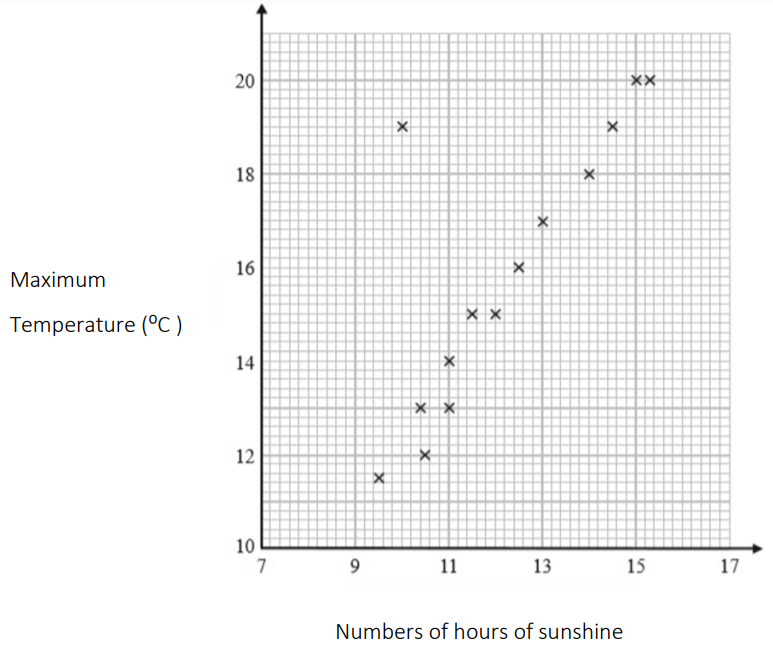 20
18
Maximum
16
Temperature (⁰C )
14
12
10
7 9 11 13 15 17
Numbers of hours of sunshine